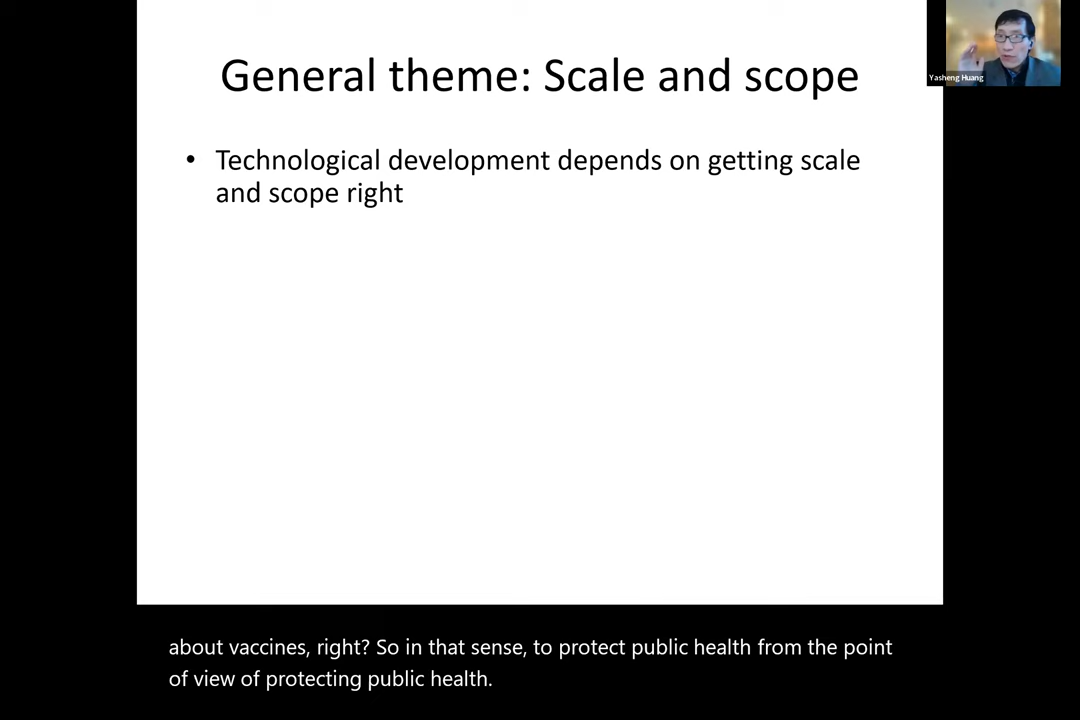 General theme: Scale and scope
Yasheng Huang
• Technological development depends on getting scale
and scope right
about vaccines, right? So in that sense, to protect public health from the point
of view of protecting public health.